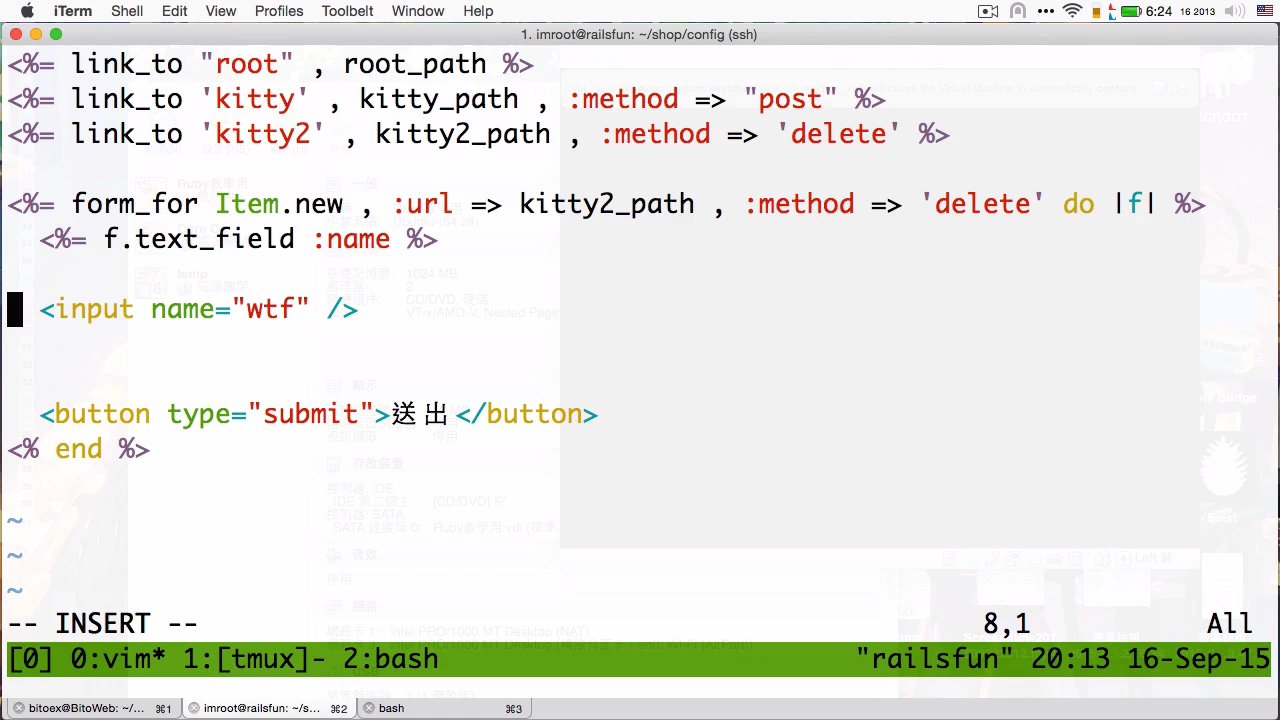 iTerm Shell Edit View Profiles Toolbelt Window Help 6:24 16 2013
1. imroot@railsfun: ~/shop/config (ssh)
<%= link_to "root" , root_path %>
<%= link_to 'kitty' , kitty_path , :method => "post" %>
<%= link_to 'kitty2' , kitty2_path , :method => 'delete' %>
<%= form_for Item.new , :url => kitty2_path , :method => 'delete' do |f| %>
<%= f.text_field :name %>
<input name="wtf" />
<button type="submit">送出</button>
<% end %>
~
~
~
-- INSERT -- 8,1 All
[0] 0:vim* 1:[tmux]- 2:bash "railsfun" 20:13 16-Sep-15
bitoex@BitoWeb: ~/... ⌘1 imroot@railsfun: ~/s... ⌘2 bash ⌘3